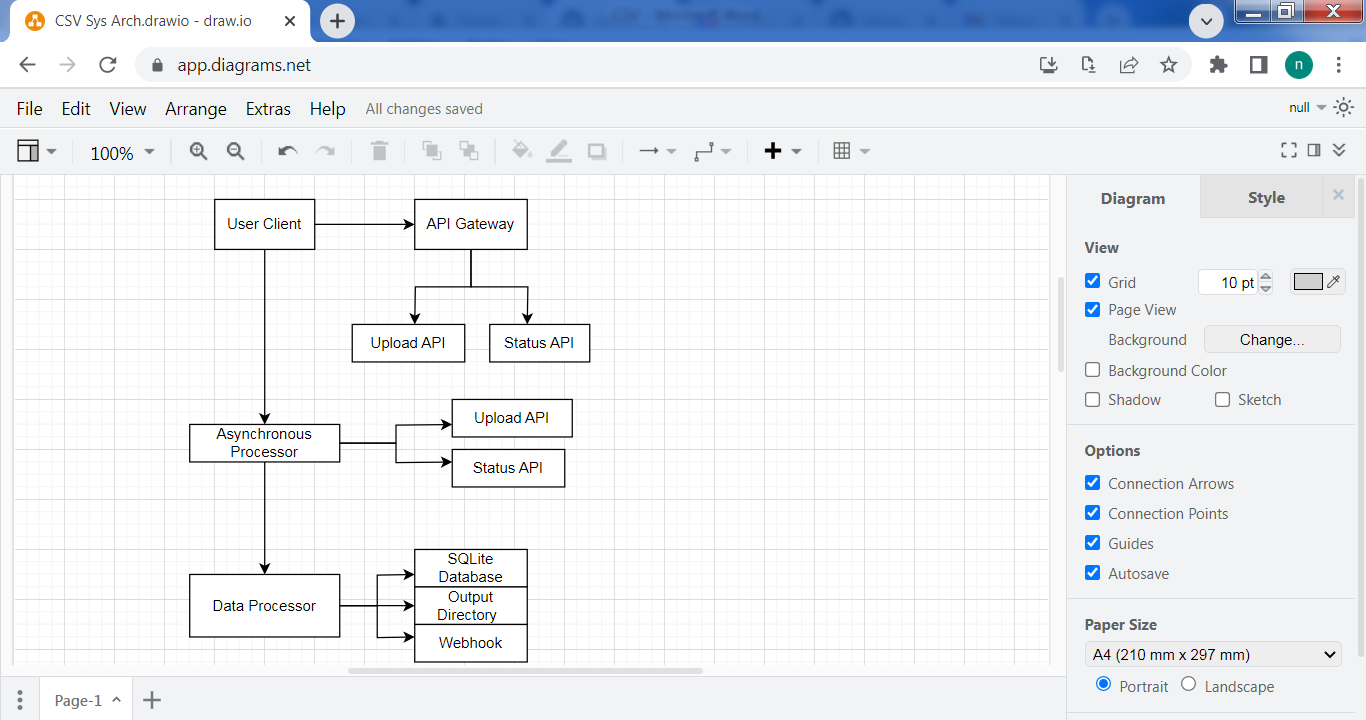 CSV Sys Arch.drawio - draw.io
app.diagrams.net
n
File Edit View Arrange Extras Help All changes saved
null
100%
User Client
API Gateway
Upload API
Status API
Asynchronous
Processor
Upload API
Status API
Data Processor
SQLite
Database
Output
Directory
Webhook
Page-1
Diagram Style
View
Grid 10 pt
Page View
Background Change...
Background Color
Shadow Sketch
Options
Connection Arrows
Connection Points
Guides
Autosave
Paper Size
A4 (210 mm x 297 mm)
Portrait Landscape